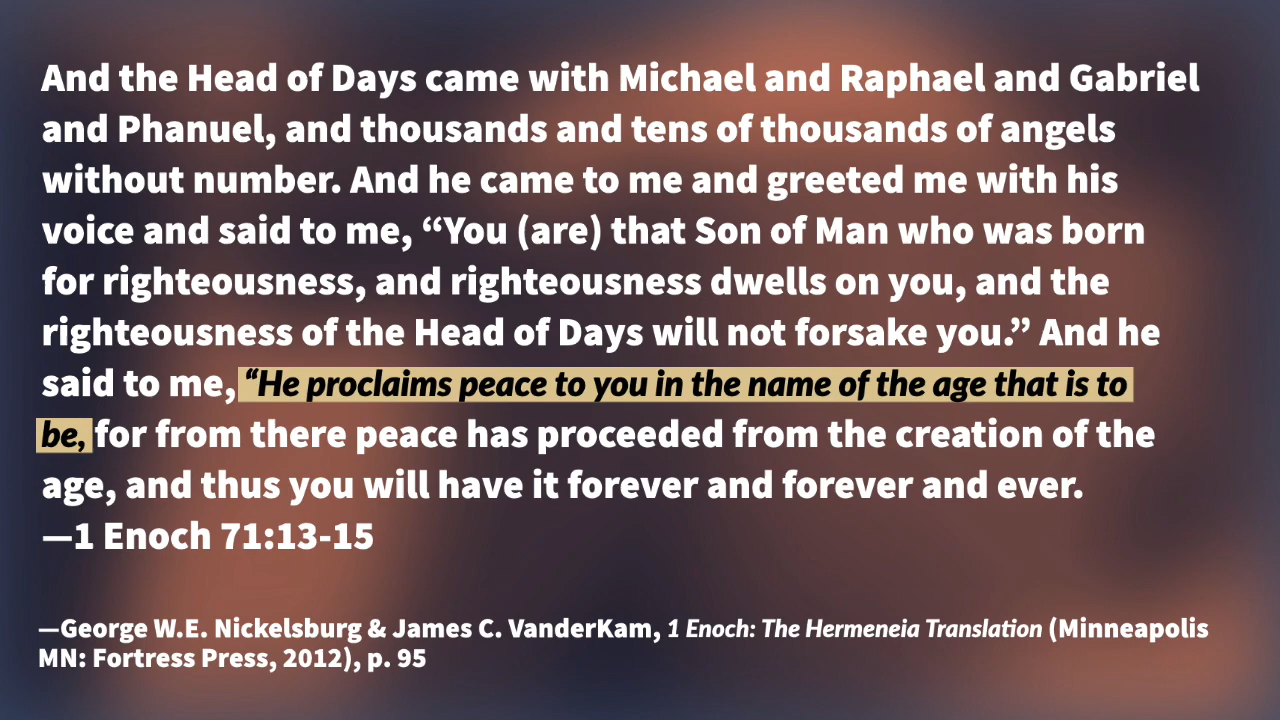 And the Head of Days came with Michael and Raphael and Gabriel
and Phanuel, and thousands and tens of thousands of angels
without number. And he came to me and greeted me with his
voice and said to me, “You (are) that Son of Man who was born
for righteousness, and righteousness dwells on you, and the
righteousness of the Head of Days will not forsake you.” And he
said to me, “He proclaims peace to you in the name of the age that is to
be, for from there peace has proceeded from the creation of the
age, and thus you will have it forever and forever and ever.
—1 Enoch 71:13-15
—George W.E. Nickelsburg & James C. VanderKam, 1 Enoch: The Hermeneia Translation (Minneapolis
MN: Fortress Press, 2012), p. 95